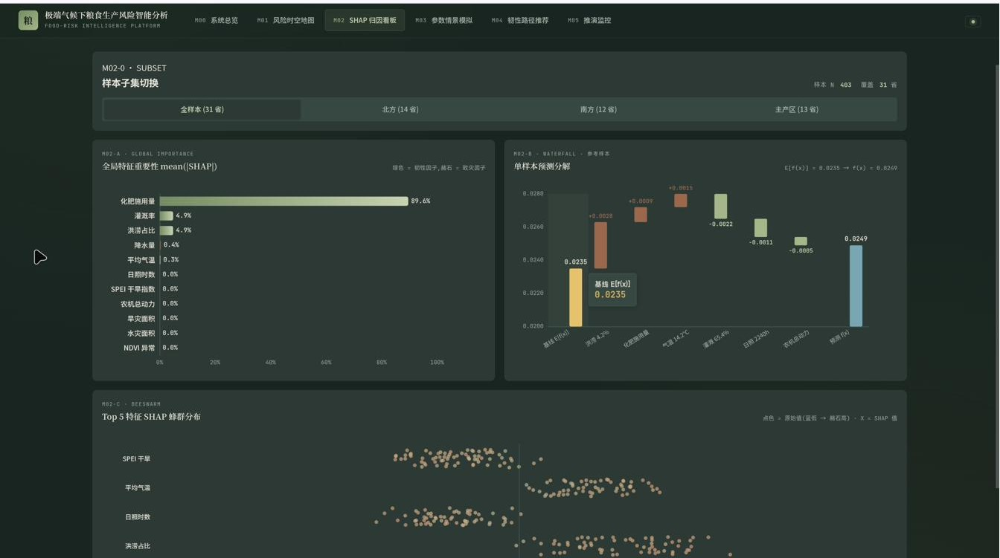 粮
极端气候下粮食生产风险智能分析
FOOD-RISK INTELLIGENCE PLATFORM
M00 系统总览
M01 风险时空地图
M02 SHAP 归因看板
M03 参数情景模拟
M04 韧性路径推荐
M05 推演监控
M02-0 • SUBSET
样本子集切换
样本 N 403 覆盖 31 省
全样本 (31 省)
北方 (14 省)
南方 (12 省)
主产区 (13 省)
M02-A · GLOBAL IMPORTANCE
全局特征重要性 mean(|SHAP|)
绿色 = 韧性因子,赭石 = 致灾因子
化肥施用量 89.6%
灌溉率 4.9%
洪涝占比 4.9%
降水量 0.4%
平均气温 0.3%
日照时数 0.0%
SPEI 干旱指数 0.0%
农机总动力 0.0%
旱灾面积 0.0%
水灾面积 0.0%
NDVI 异常 0.0%
0% 20% 40% 60% 80% 100%
M02-B · WATERFALL · 参考样本
单样本预测分解
E[f(x)] = 0.0235 → f(x) = 0.0249
0.0280
0.0260
0.0240
0.0220
0.0200
0.0235
+0.0028
+0.0009
+0.0015
-0.0022
-0.0011
-0.0005
0.0249
基线 E[f(x)]
0.0235
基线 E[f(x)]
洪涝 4.2%
化肥施用量
气温 14.2°C
灌溉 65.4%
日照 2240h
农机总动力
预测 f(x)
M02-C · BEESWARM
Top 5 特征 SHAP 蜂群分布
点色 = 原始值(蓝低 → 赭石高) · X = SHAP 值
SPEI 干旱
平均气温
日照时数
洪涝占比